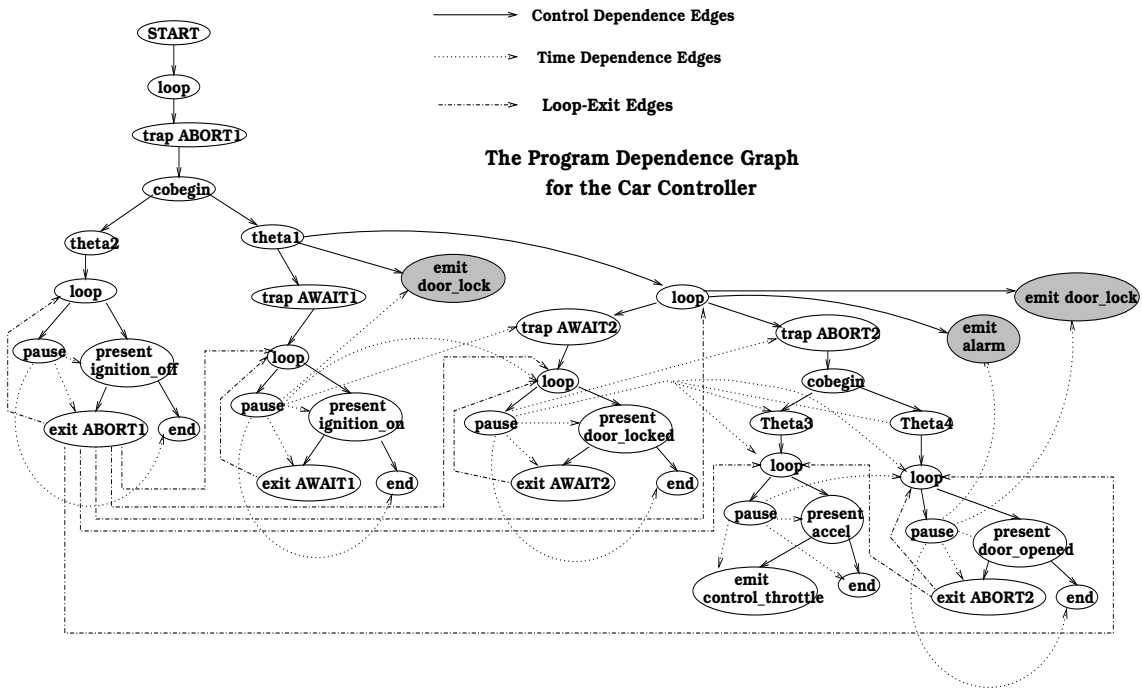 START
Control Dependence Edges
Time Dependence Edges
Loop-Exit Edges
loop
trap ABORT1
cobegin
The Program Dependence Graph
for the Car Controller
theta2
theta1
loop
pause
present
ignition_off
exit ABORT1
end
trap AWAIT1
loop
pause
present
ignition_on
exit AWAIT1
end
emit
door_lock
loop
trap AWAIT2
loop
pause
present
door_locked
exit AWAIT2
end
trap ABORT2
cobegin
emit
alarm
emit door_lock
Theta3
Theta4
loop
pause
present
accel
emit
control_throttle
end
loop
pause
present
door_opened
exit ABORT2
end